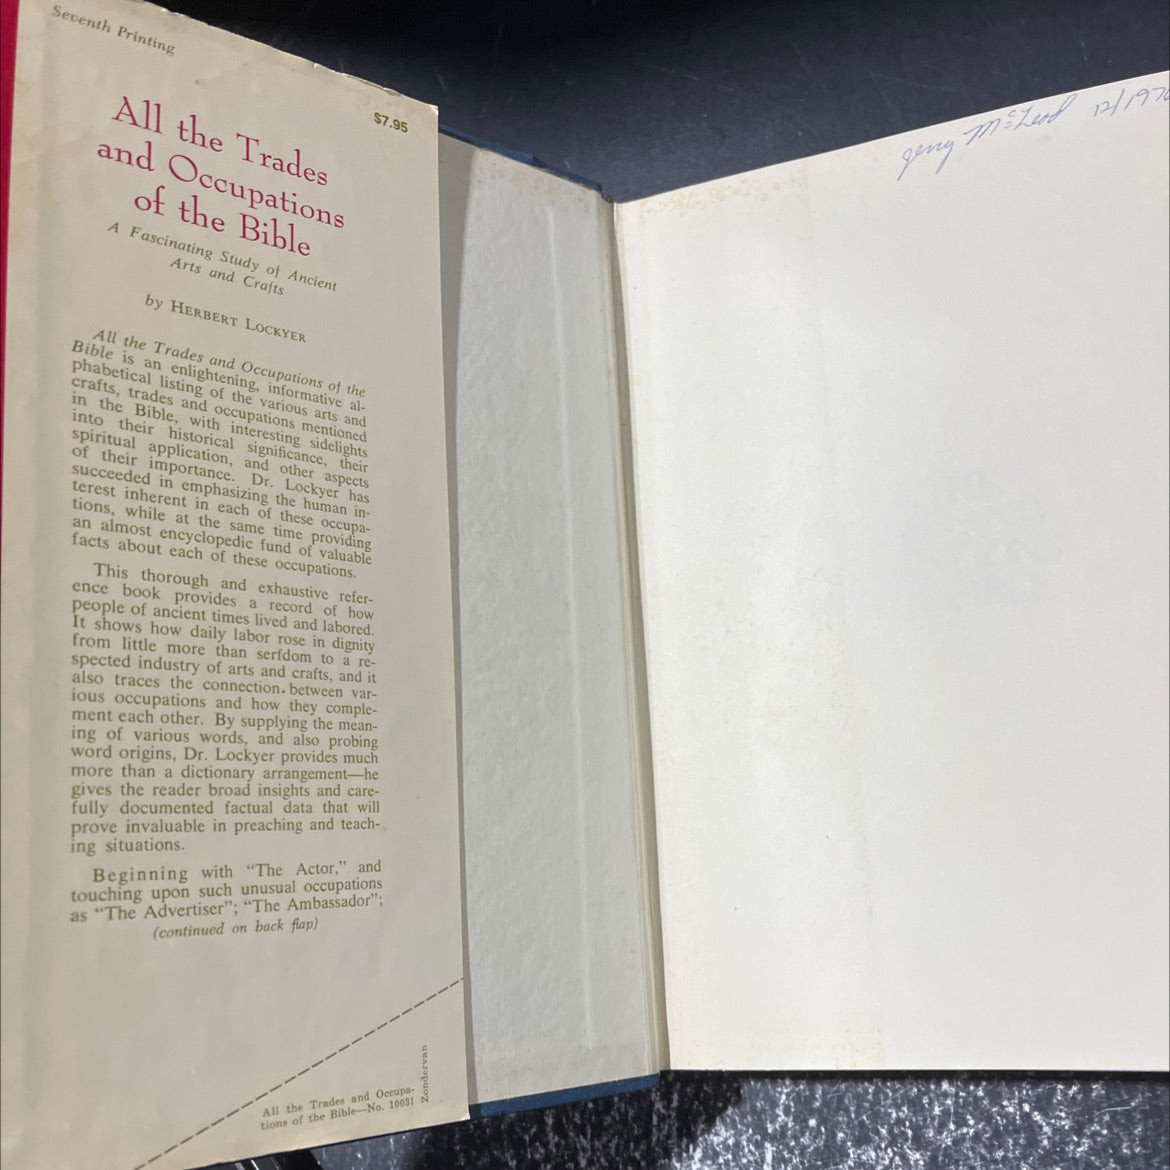 Seventh Printing
$7.95
All the Trades
and Occupations
of the Bible
A Fascinating Study of Ancient
Arts and Crafts
by HERBERT LOCKYER
All the Trades and Occupations of the
Bible is an enlightening, informative al-
phabetical listing of the various arts and
crafts, trades and occupations mentioned
in the Bible, with interesting sidelights
into their historical significance, their
spiritual application, and other aspects
of their importance. Dr. Lockyer has
succeeded in emphasizing the human in-
terest inherent in each of these occupa-
tions, while at the same time providing
an almost encyclopedic fund of valuable
facts about each of these occupations.
This thorough and exhaustive refer-
ence book provides a record of how
people of ancient times lived and labored.
It shows how daily labor rose in dignity
from little more than serfdom to a re-
spected industry of arts and crafts, and it
also traces the connection. between var-
ious occupations and how they comple-
ment each other. By supplying the mean-
ing of various words, and also probing
word origins, Dr. Lockyer provides much
more than a dictionary arrangement—he
gives the reader broad insights and care-
fully documented factual data that will
prove invaluable in preaching and teach-
ing situations.
Beginning with "The Actor," and
touching upon such unusual occupations
as "The Advertiser"; "The Ambassador";
(continued on back flap)
All the Trades and Occupa-
tions of the Bible—No. 10031
Zondervan